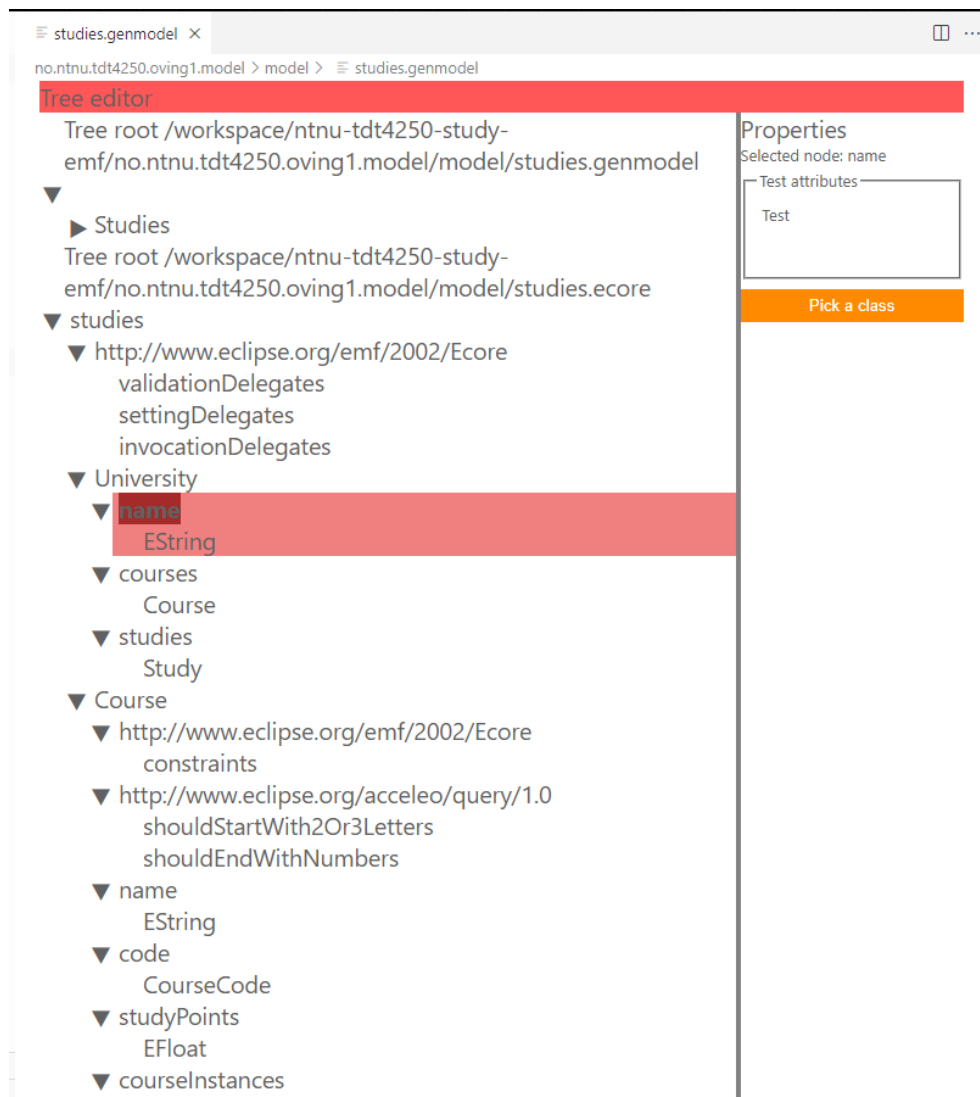 studies.genmodel
no.ntnu.tdt4250.oving1.model > model > studies.genmodel
Tree editor
Tree root /workspace/ntnu-tdt4250-study-
emf/no.ntnu.tdt4250.oving1.model/model/studies.genmodel
Studies
Tree root /workspace/ntnu-tdt4250-study-
emf/no.ntnu.tdt4250.oving1.model/model/studies.ecore
studies
http://www.eclipse.org/emf/2002/Ecore
validationDelegates
settingDelegates
invocationDelegates
University
name
EString
courses
Course
studies
Study
Course
http://www.eclipse.org/emf/2002/Ecore
constraints
http://www.eclipse.org/acceleo/query/1.0
shouldStartWith2Or3Letters
shouldEndWithNumbers
name
EString
code
CourseCode
studyPoints
EFloat
courseInstances
Properties
Selected node: name
Test attributes
Test
Pick a class